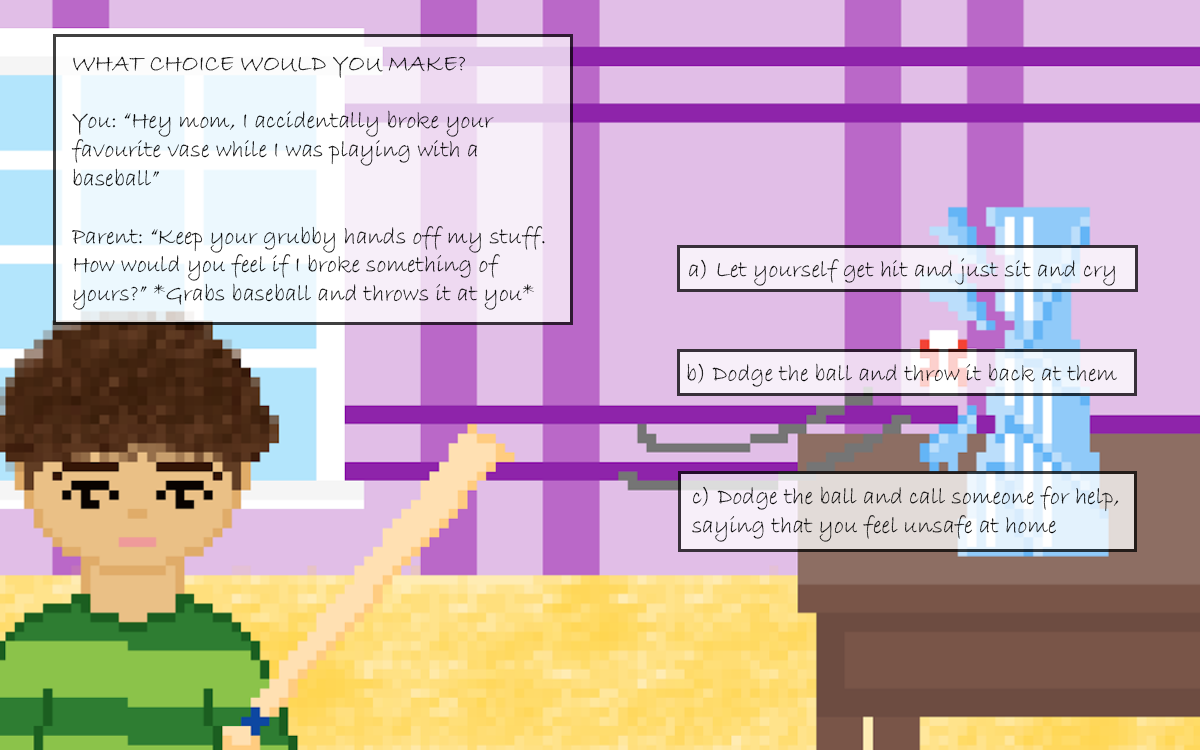 WHAT CHOICE WOULD YOU MAKE?
You: “Hey mom, I accidentally broke your
favourite vase while I was playing with a
baseball”
Parent: “Keep your grubby hands off my stuff.
How would you feel if I broke something of
yours?” *Grabs baseball and throws it at you*
a) Let yourself get hit and just sit and cry
b) Dodge the ball and throw it back at them
c) Dodge the ball and call someone for help,
saying that you feel unsafe at home